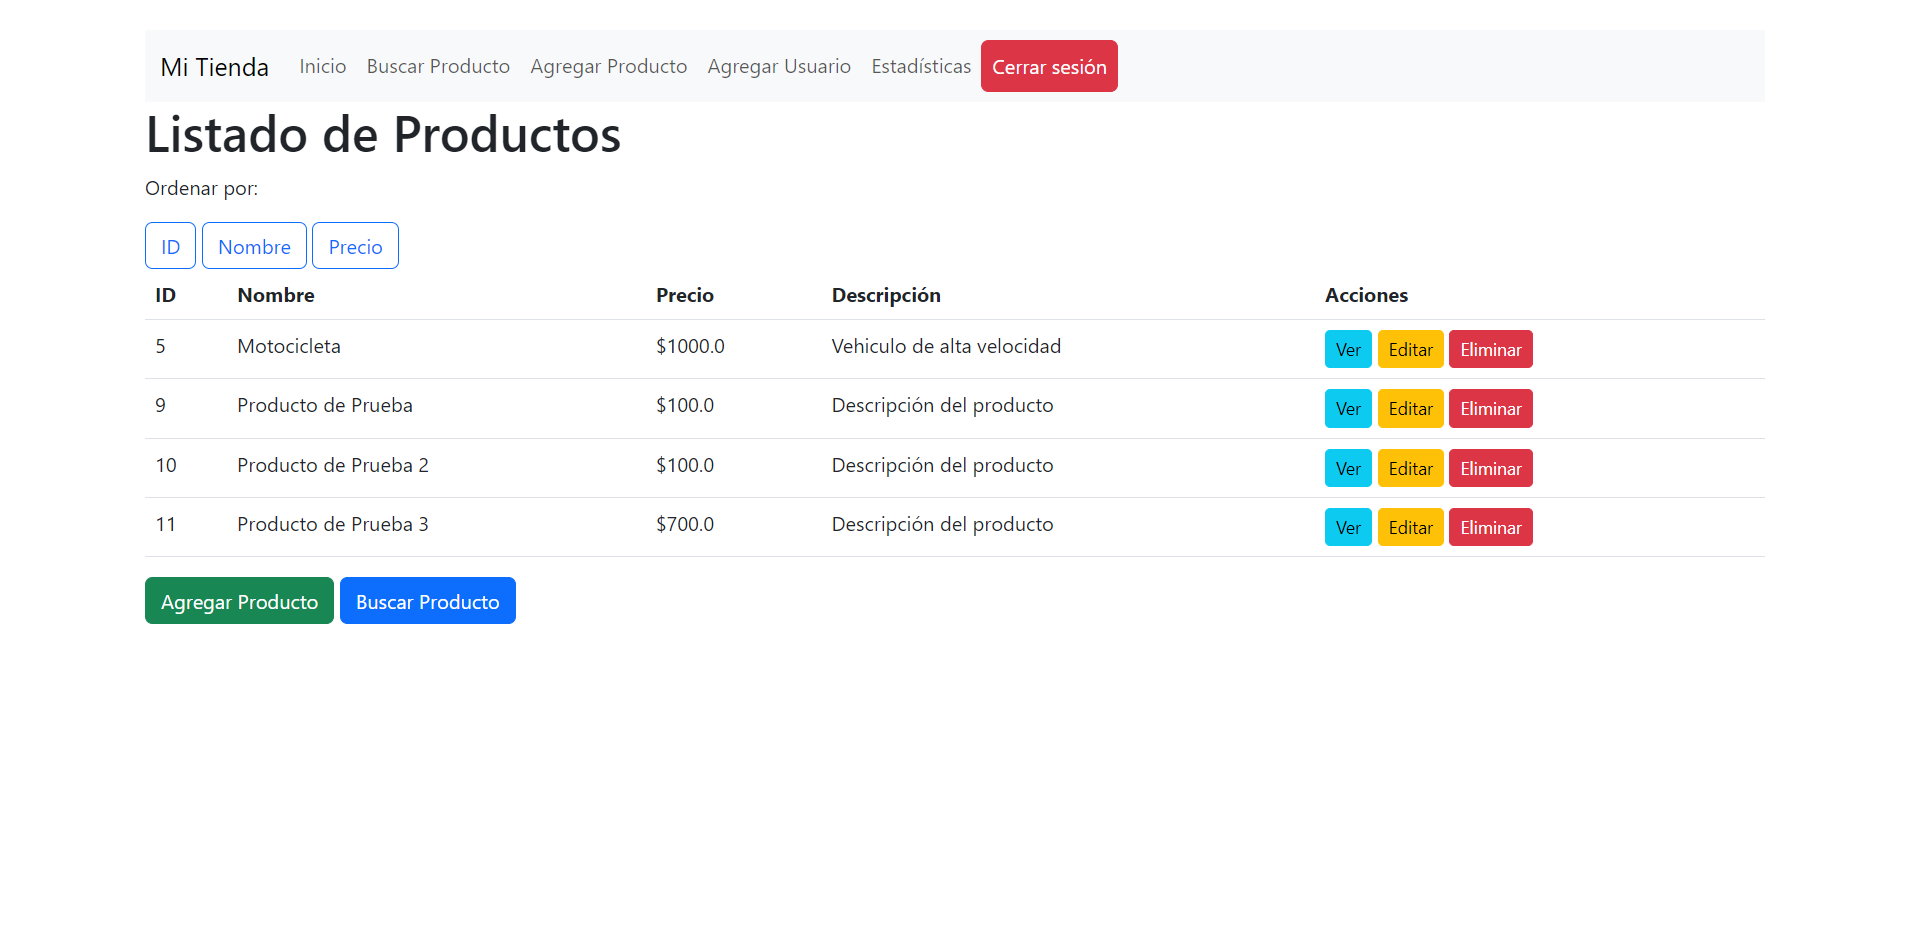 Mi Tienda Inicio Buscar Producto Agregar Producto Agregar Usuario Estadísticas Cerrar sesión
Listado de Productos
Ordenar por:
ID Nombre Precio
ID Nombre Precio Descripción Acciones
5 Motocicleta $1000.0 Vehiculo de alta velocidad Ver Editar Eliminar
9 Producto de Prueba $100.0 Descripción del producto Ver Editar Eliminar
10 Producto de Prueba 2 $100.0 Descripción del producto Ver Editar Eliminar
11 Producto de Prueba 3 $700.0 Descripción del producto Ver Editar Eliminar
Agregar Producto Buscar Producto